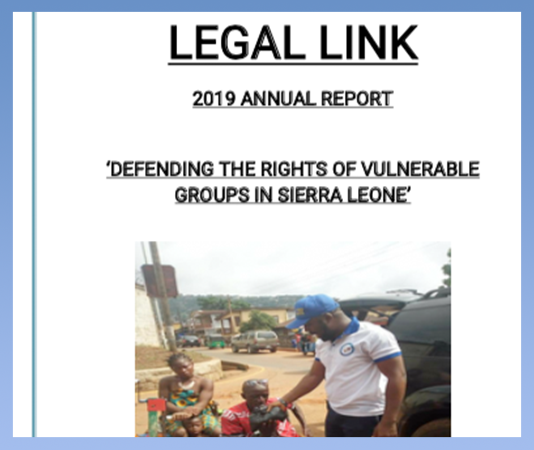 LEGAL LINK
2019 ANNUAL REPORT
‘DEFENDING THE RIGHTS OF VULNERABLE
GROUPS IN SIERRA LEONE’